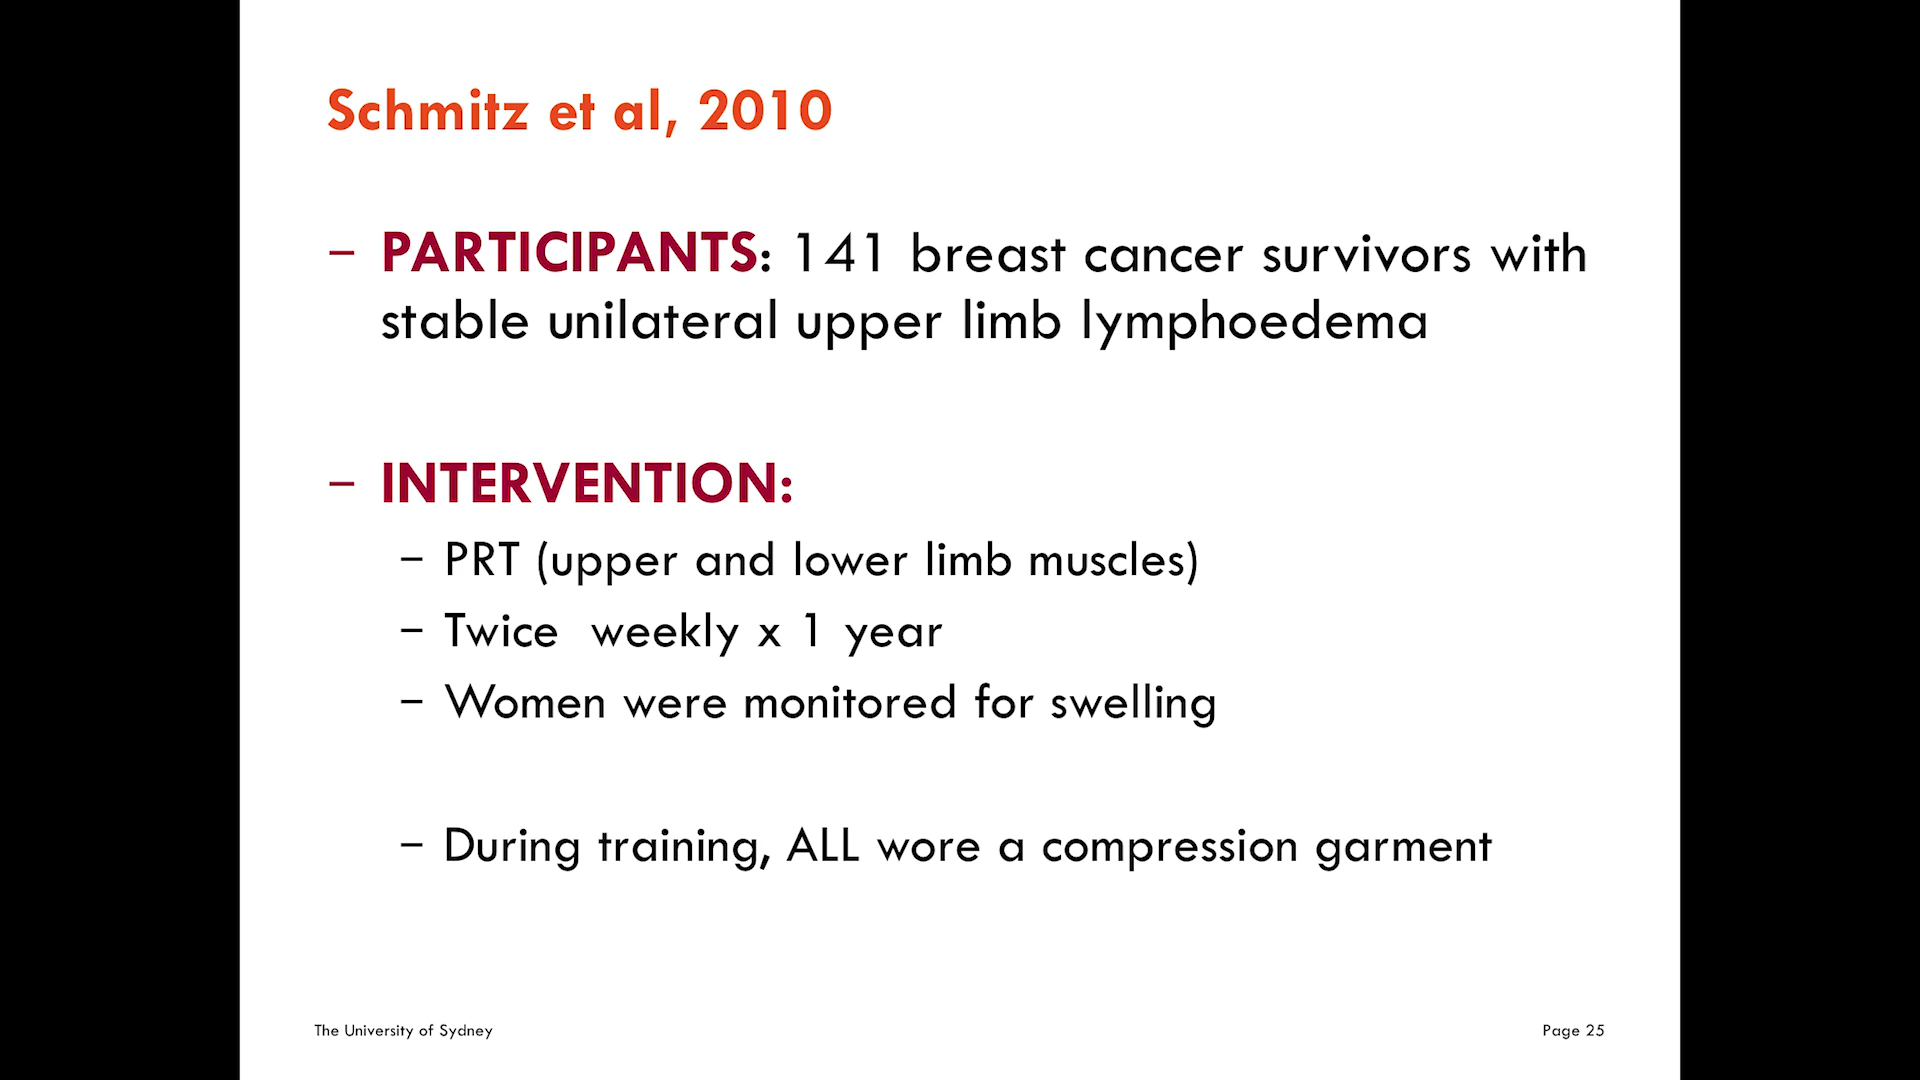 Schmitz et al, 2010
– PARTICIPANTS: 141 breast cancer survivors with
stable unilateral upper limb lymphoedema
– INTERVENTION:
– PRT (upper and lower limb muscles)
– Twice  weekly x 1 year
– Women were monitored for swelling
– During training, ALL wore a compression garment
The University of Sydney
Page 25